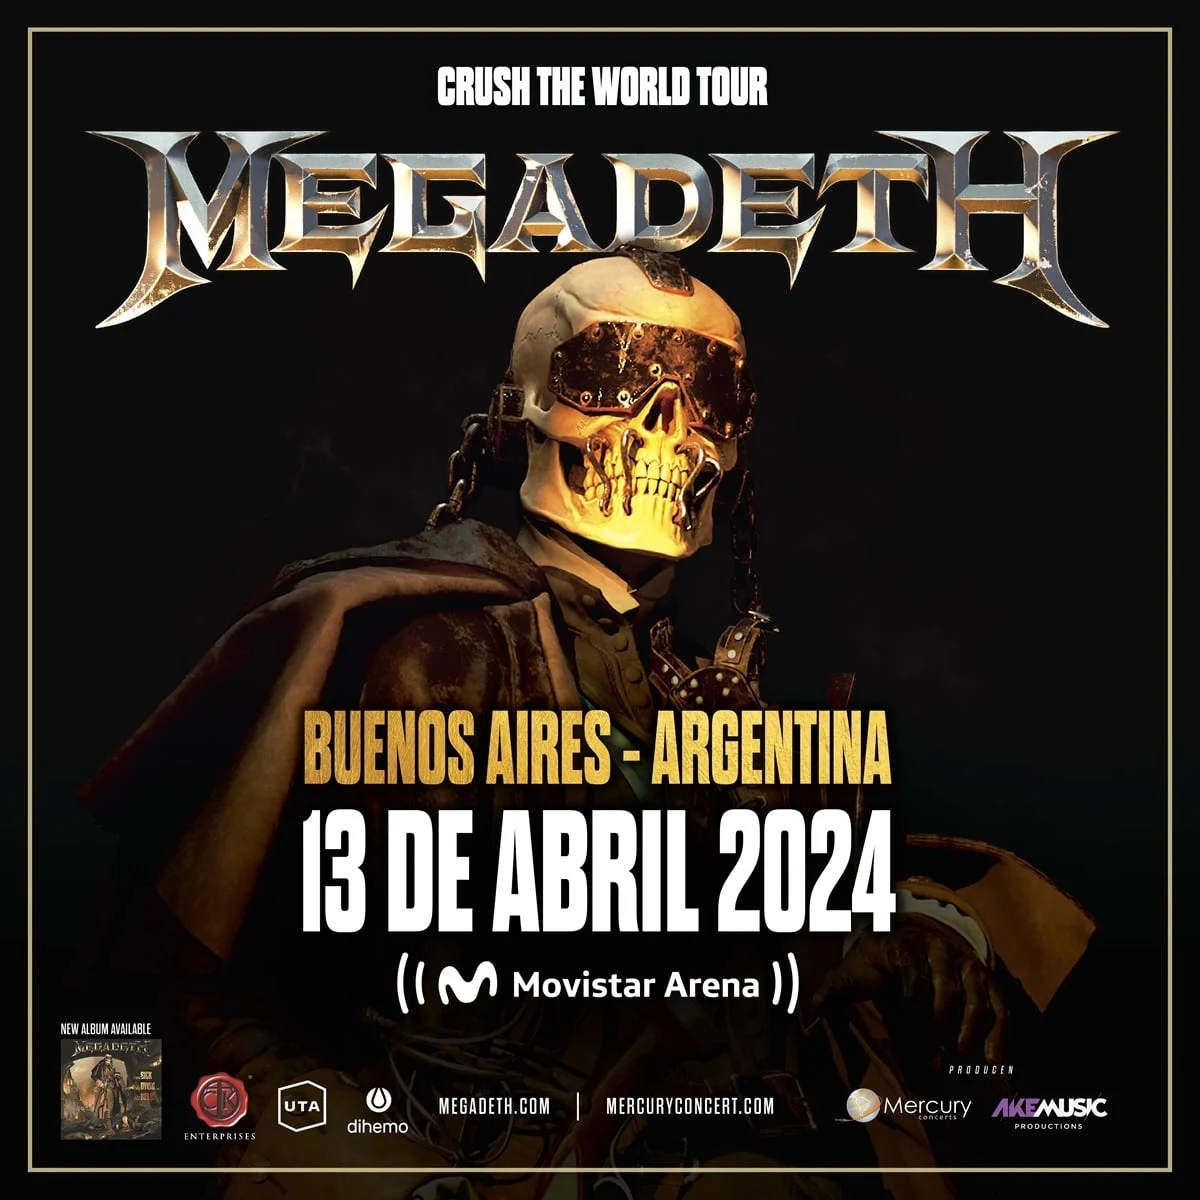 CRUSH THE WORLD TOUR
MEGADETH
BUENOS AIRES - ARGENTINA
13 DE ABRIL 2024
Movistar Arena
NEW ALBUM AVAILABLE
MEGADETH
ENTERPRISES
UTA
dihemo
MEGADETH.COM | MERCURYCONCERT.COM
PRODUCEN
Mercury
concerts
AKEMUSIC
PRODUCTIONS